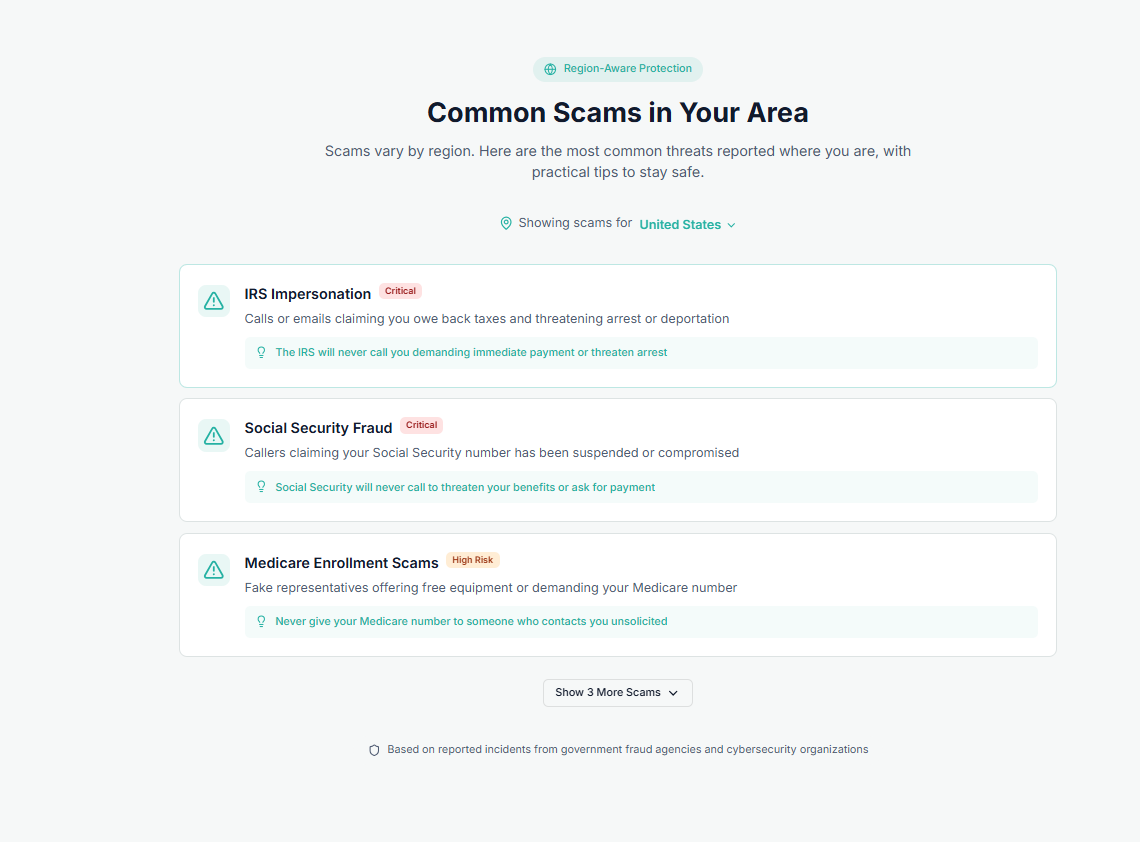 Region-Aware Protection
Common Scams in Your Area
Scams vary by region. Here are the most common threats reported where you are, with
practical tips to stay safe.
Showing scams for United States
IRS Impersonation Critical
Calls or emails claiming you owe back taxes and threatening arrest or deportation
The IRS will never call you demanding immediate payment or threaten arrest
Social Security Fraud Critical
Callers claiming your Social Security number has been suspended or compromised
Social Security will never call to threaten your benefits or ask for payment
Medicare Enrollment Scams High Risk
Fake representatives offering free equipment or demanding your Medicare number
Never give your Medicare number to someone who contacts you unsolicited
Show 3 More Scams
Based on reported incidents from government fraud agencies and cybersecurity organizations